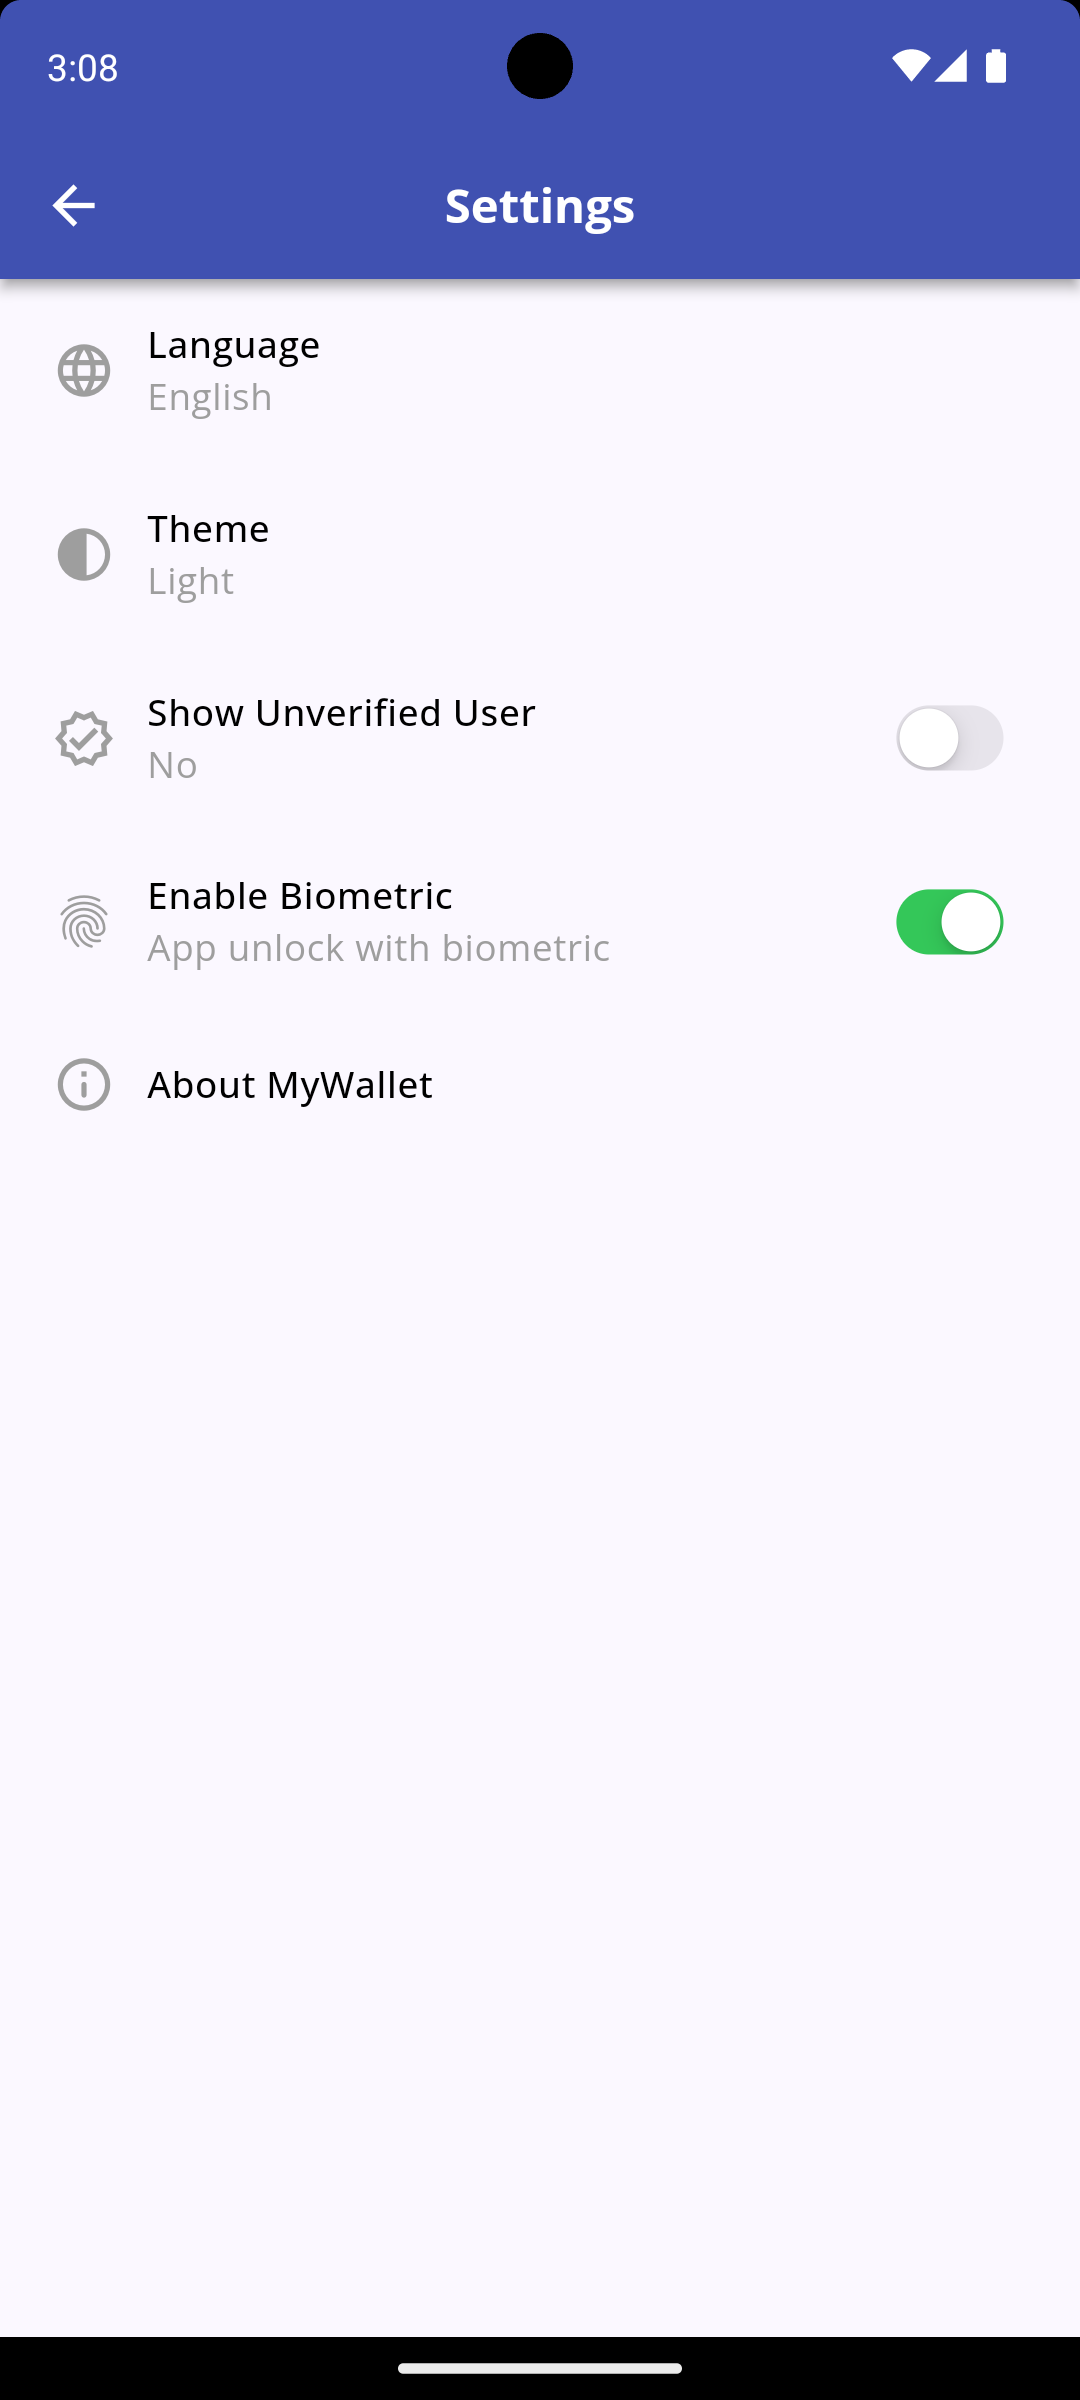 3:08
Settings
Language
English
Theme
Light
Show Unverified User
No
Enable Biometric
App unlock with biometric
About MyWallet